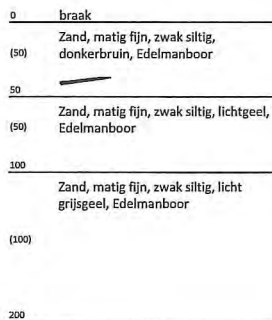 0 braak
Zand, matig fijn, zwak siltig,
(50) donkerbruin, Edelmanboor
50
Zand, matig fijn, zwak siltig, lichtgeel,
(50) Edelmanboor
100
Zand, matig fijn, zwak siltig, licht
grijsgeel, Edelmanboor
(100)
200